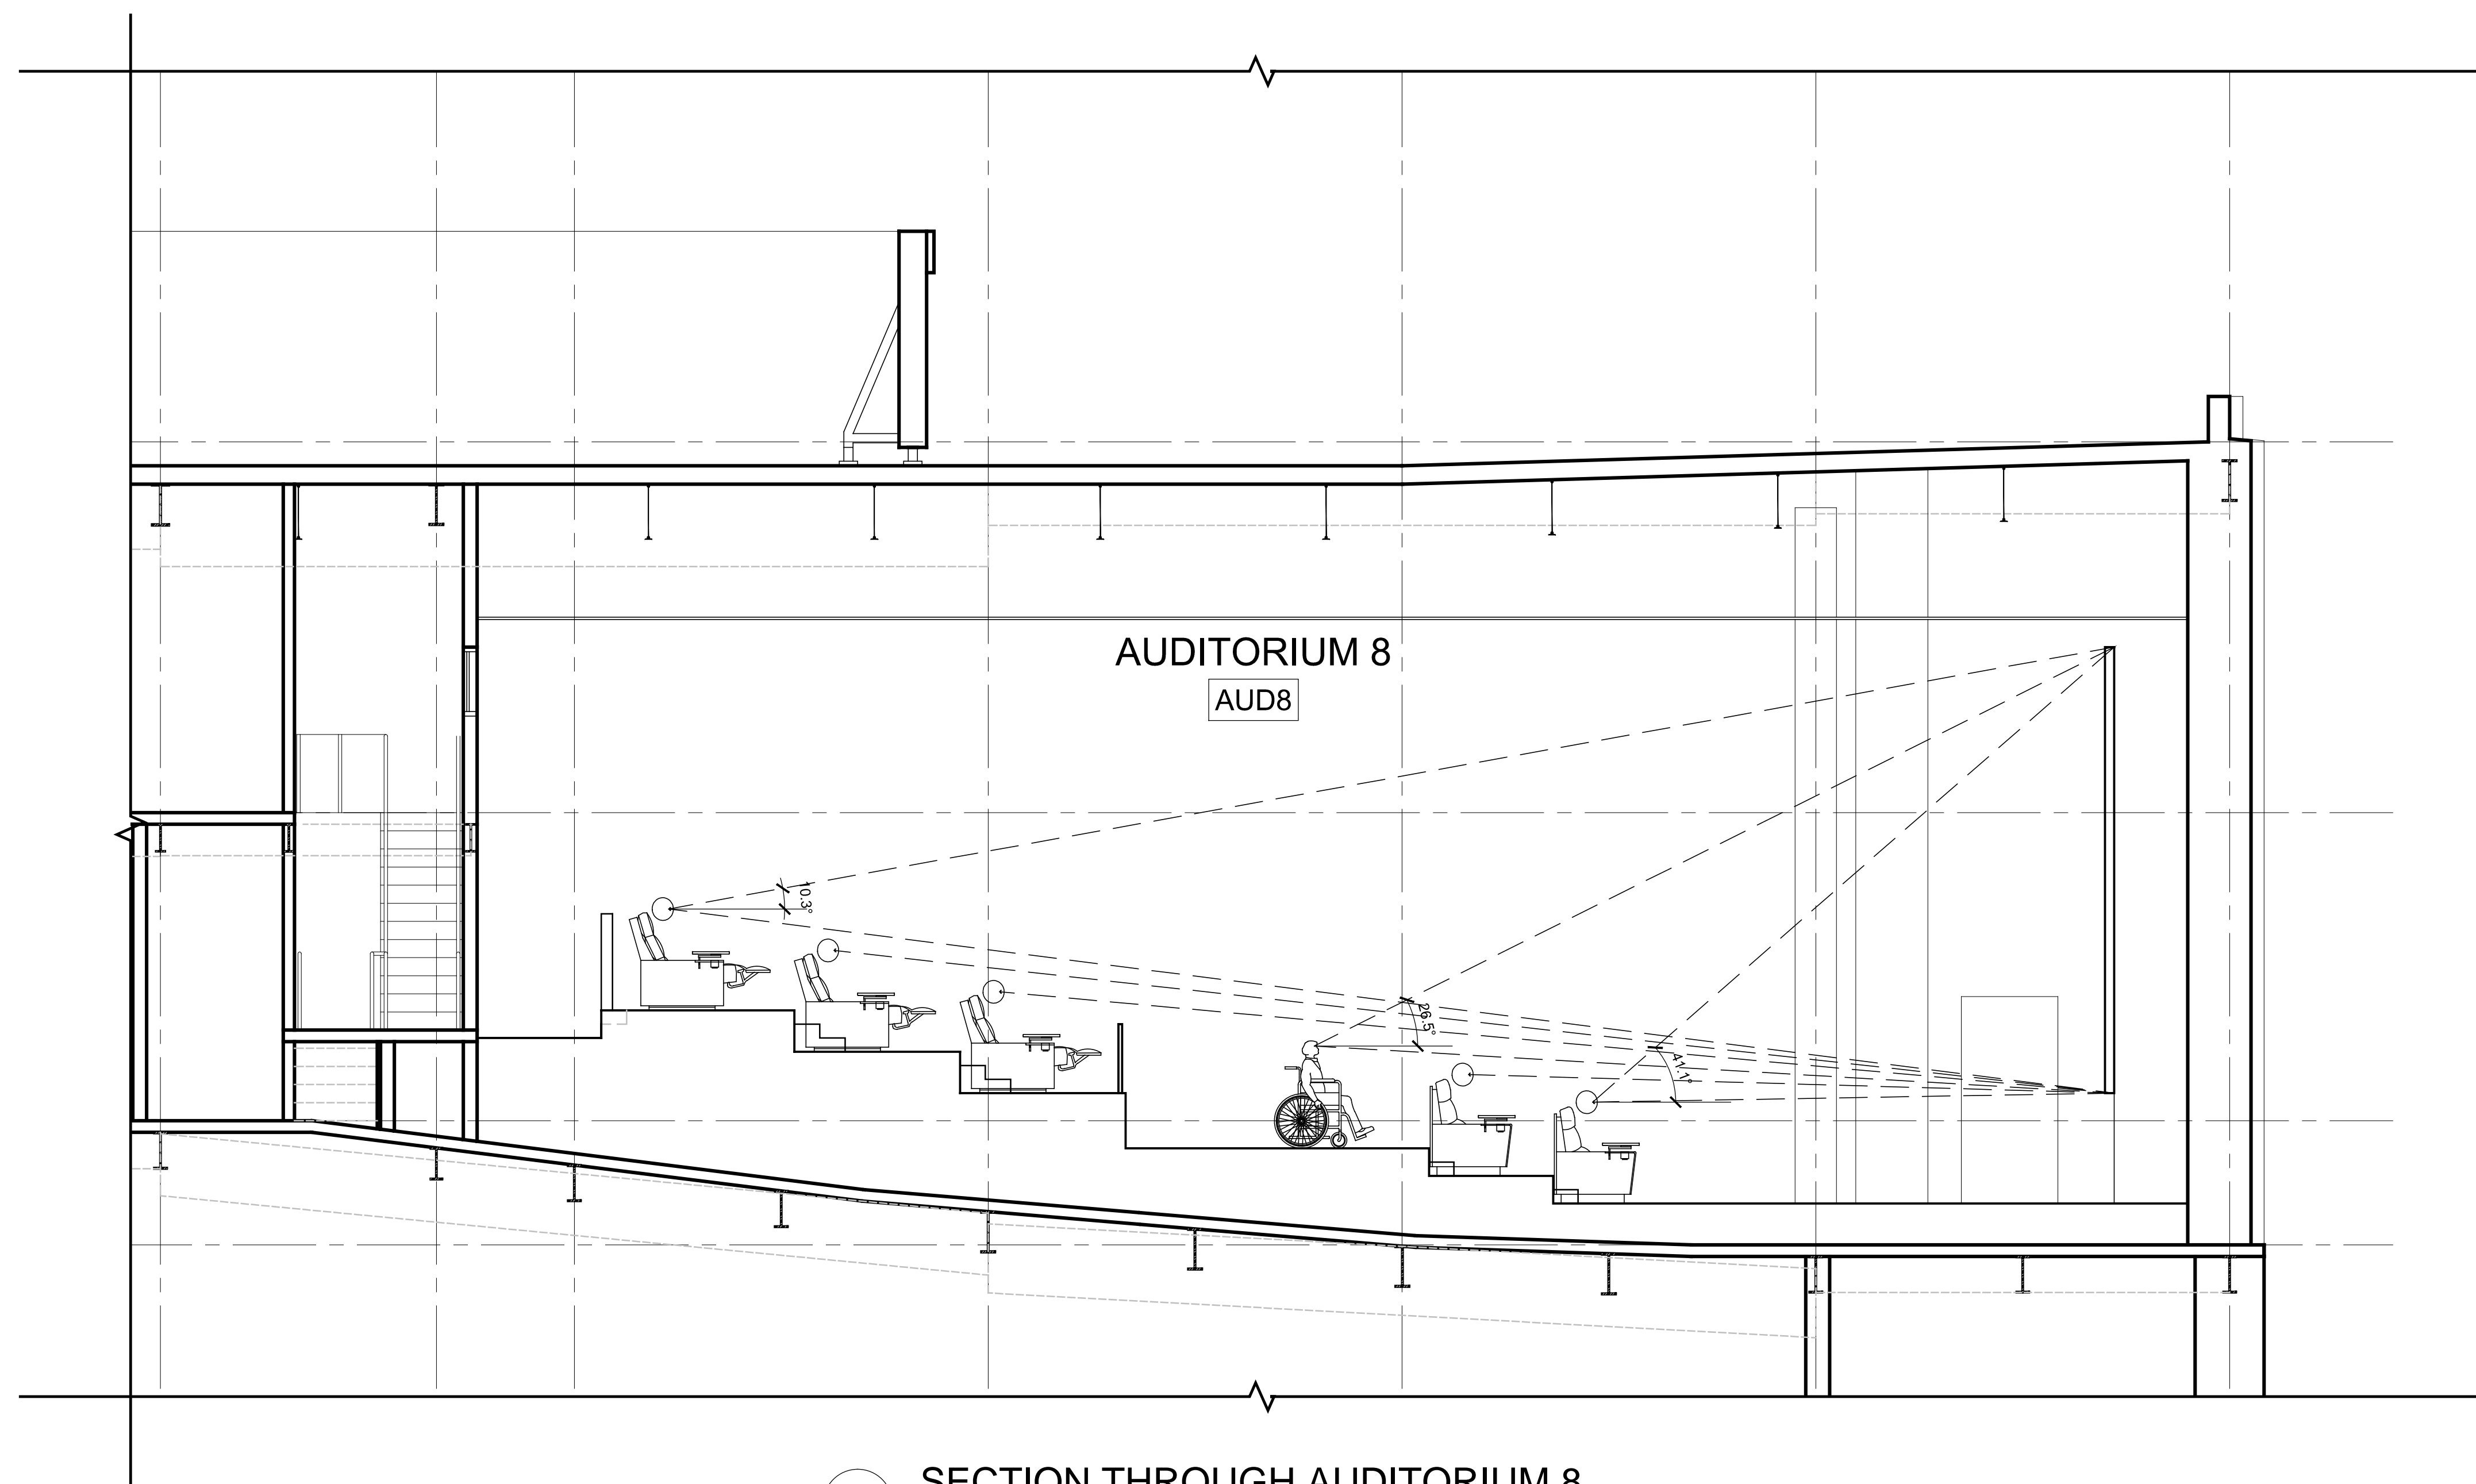 AUDITORIUM 8
AUD8
10.3°
26.5°
41.1°
SECTION THROUGH AUDITORIUM 8